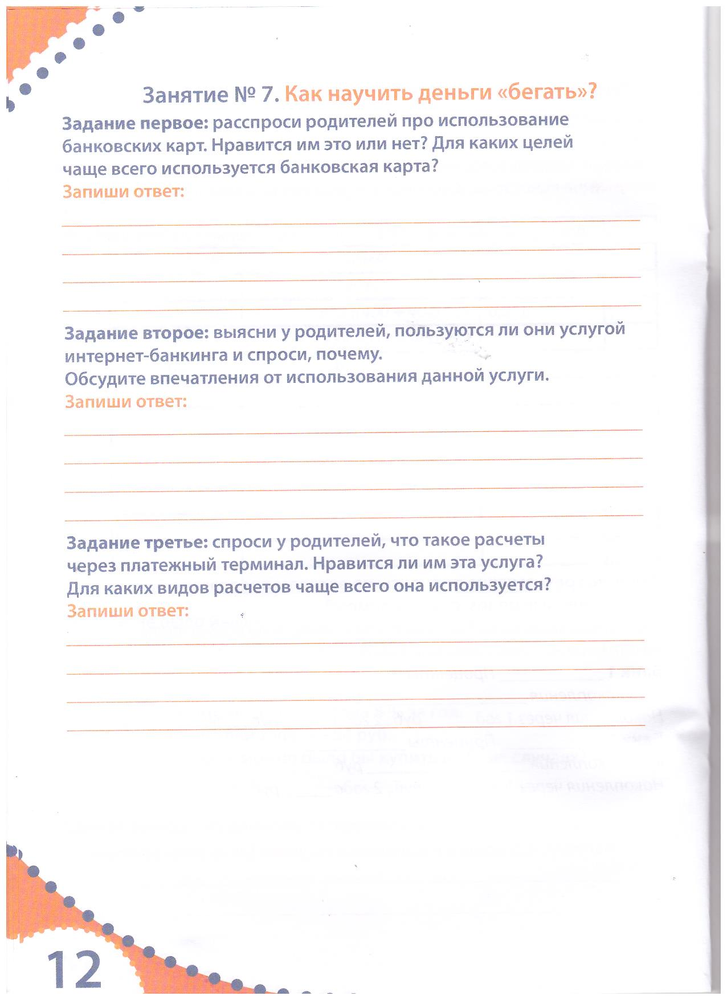 Занятие № 7. Как научить деньги «бегать»?
Задание первое: расспроси родителей про использование
банковских карт. Нравится им это или нет? Для каких целей
чаще всего используется банковская карта?
Запиши ответ:
Задание второе: выясни у родителей, пользуются ли они услугой
интернет-банкинга и спроси, почему.
Обсудите впечатления от использования данной услуги.
Запиши ответ:
Задание третье: спроси у родителей, что такое расчеты
через платежный терминал. Нравится ли им эта услуга?
Для каких видов расчетов чаще всего она используется?
Запиши ответ:
12